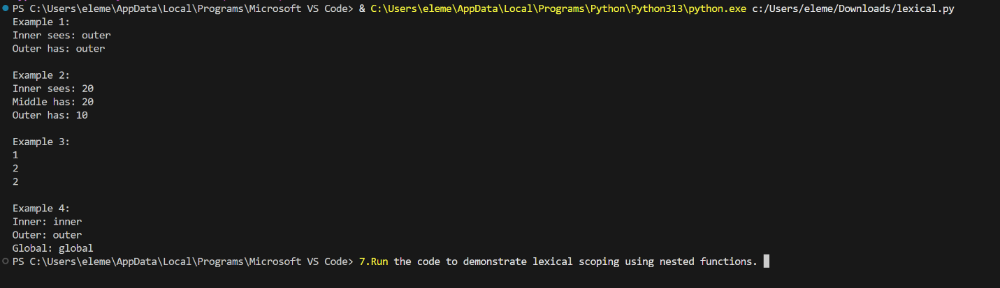 PS C:\Users\eleme\AppData\Local\Programs\Microsoft VS Code> & C:\Users\eleme\AppData\Local\Programs\Python\Python313\python.exe c:/Users/eleme/Downloads/lexical.py
Example 1:
Inner sees: outer
Outer has: outer
Example 2:
Inner sees: 20
Middle has: 20
Outer has: 10
Example 3:
1
2
2
Example 4:
Inner: inner
Outer: outer
Global: global
PS C:\Users\eleme\AppData\Local\Programs\Microsoft VS Code> 7.Run the code to demonstrate lexical scoping using nested functions.